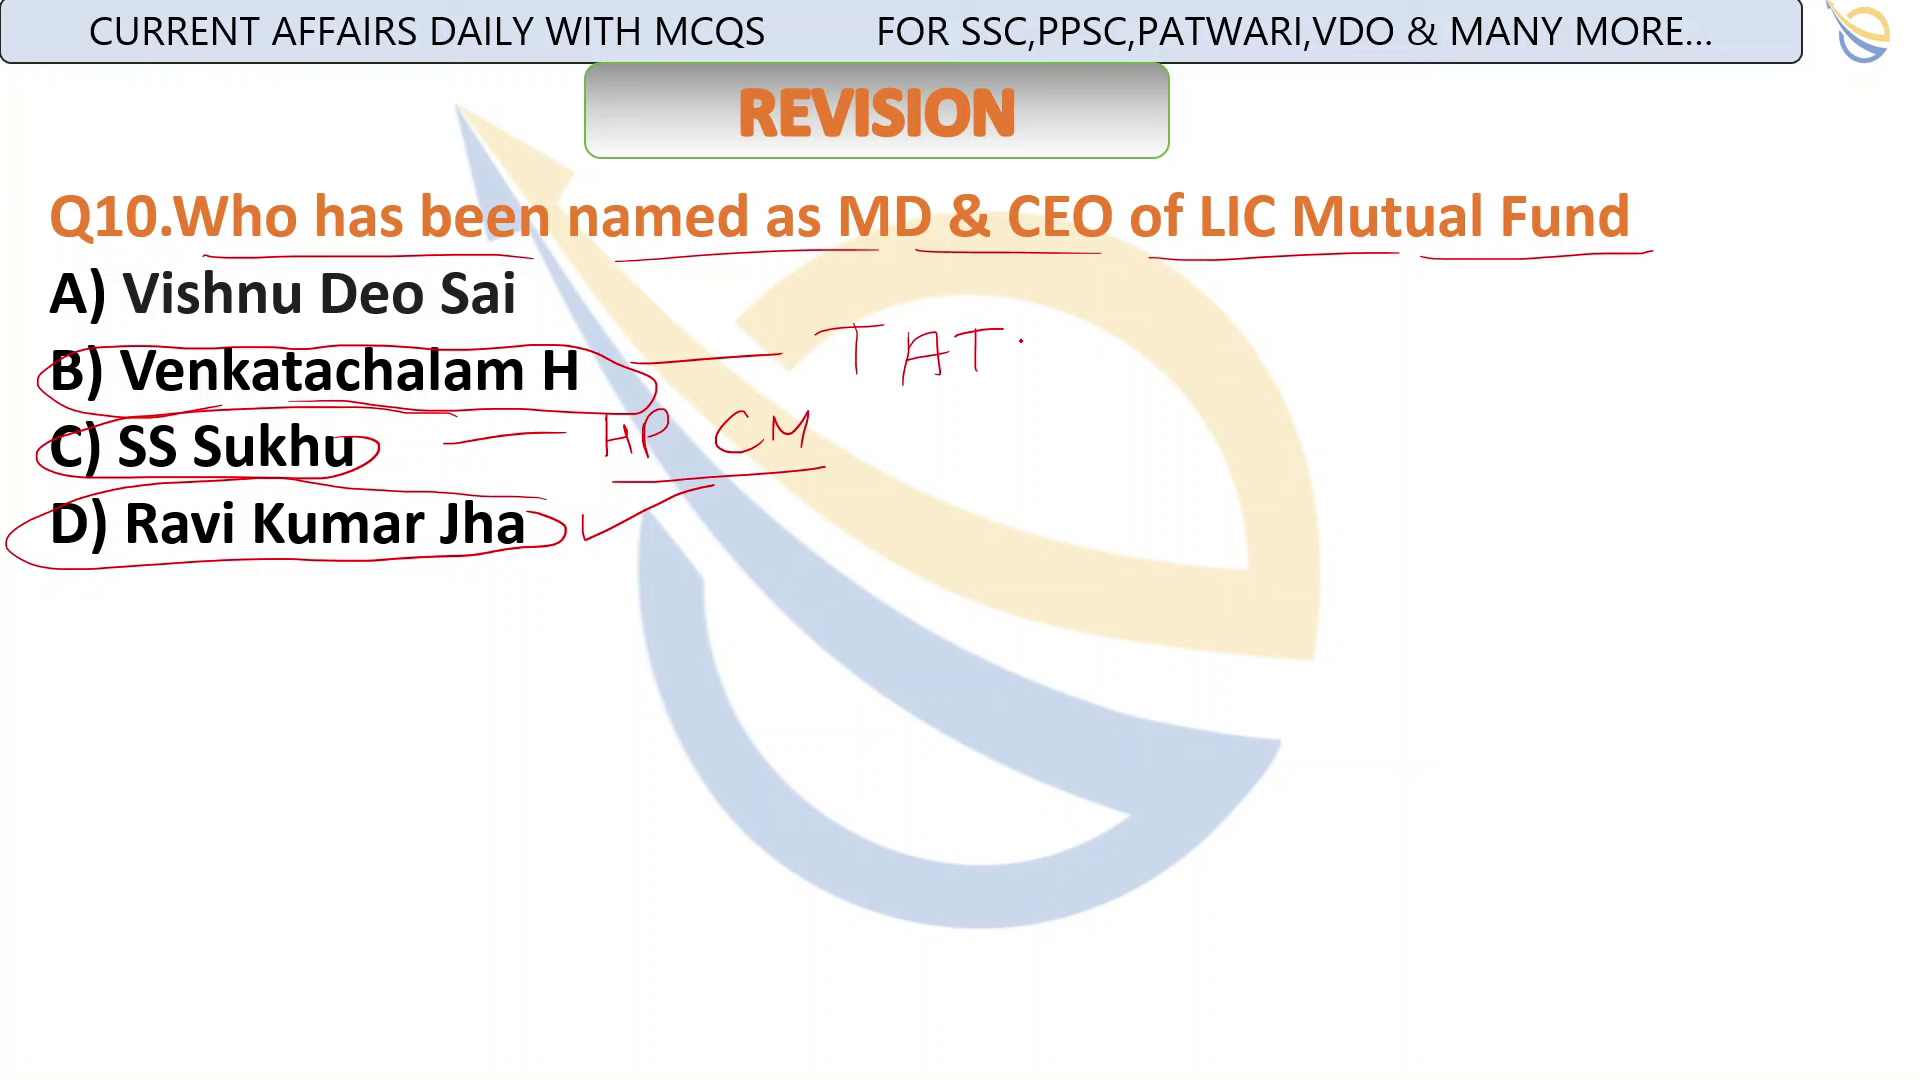 CURRENT AFFAIRS DAILY WITH MCQS FOR SSC,PPSC,PATWARI,VDO & MANY MORE...
REVISION
Q10.Who has been named as MD & CEO of LIC Mutual Fund
A) Vishnu Deo Sai
B) Venkatachalam H TAT
C) SS Sukhu HP CM
D) Ravi Kumar Jha